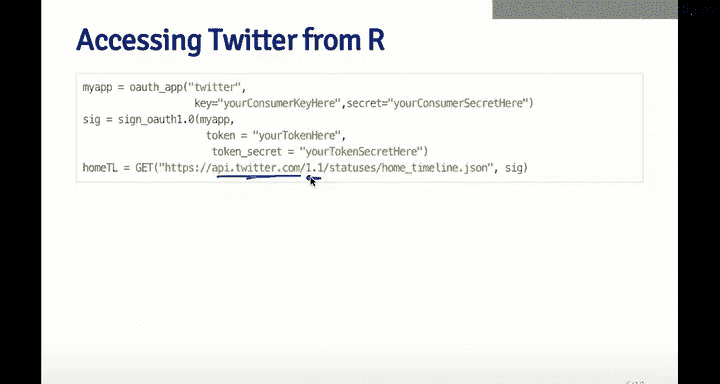 Accessing Twitter from R
myapp = oauth_app("twitter",
key="yourConsumerKeyHere",secret="yourConsumerSecretHere")
sig = sign_oauth1.0(myapp,
token = "yourTokenHere",
token_secret = "yourTokenSecretHere")
homeTL = GET("https://api.twitter.com/1.1/statuses/home_timeline.json", sig)